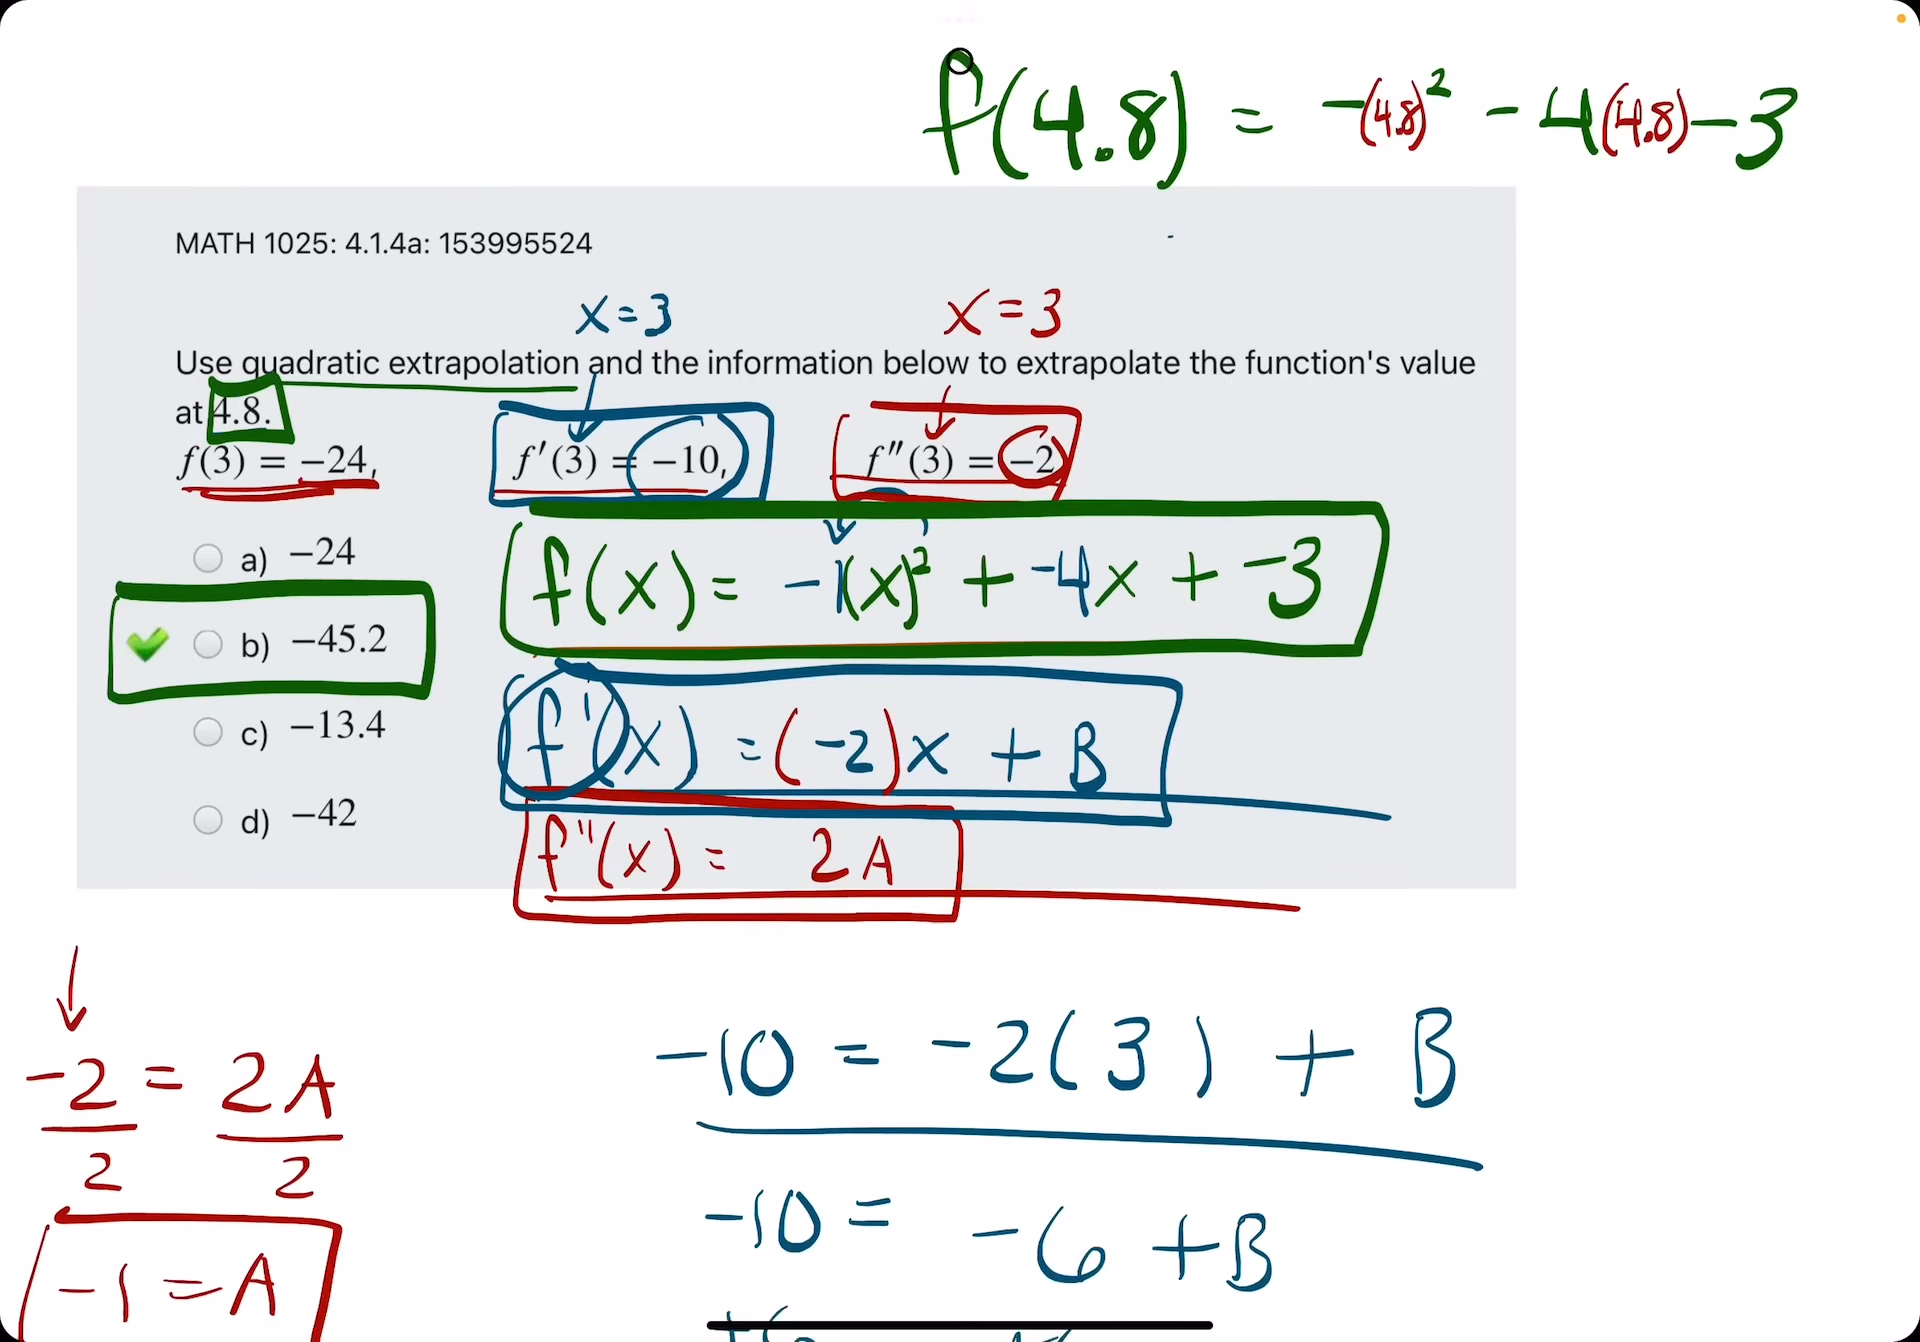 f(4.8) = -(4.8)² - 4(4.8) - 3
MATH 1025: 4.1.4a: 153995524
x = 3
x = 3
Use quadratic extrapolation and the information below to extrapolate the function's value
at 4.8.
f(3) = −24, f′(3) = −10, f″(3) = −2
a) −24
b) −45.2
c) −13.4
d) −42
f(x) = -1(x)² + -4x + -3
f'(x) = (-2)x + B
f"(x) = 2A
-2 = 2A
2 2
-1 = A
-10 = -2(3) + B
-10 = -6 + B